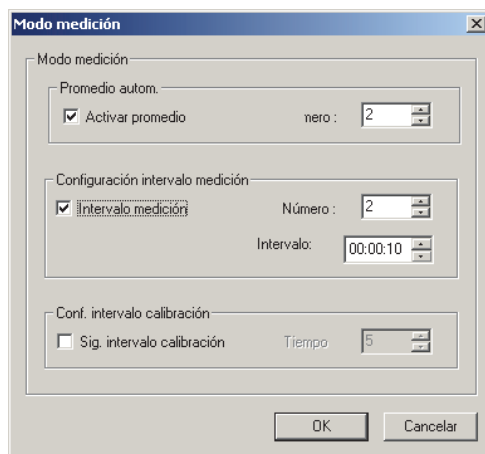 Modo medición
Modo medición
Promedio autom.
Activar promedio nero : 2
Configuración intervalo medición
Intervalo medición Número : 2
Intervalo: 00:00:10
Conf. intervalo calibración
Sig. intervalo calibración Tiempo 5
OK Cancelar